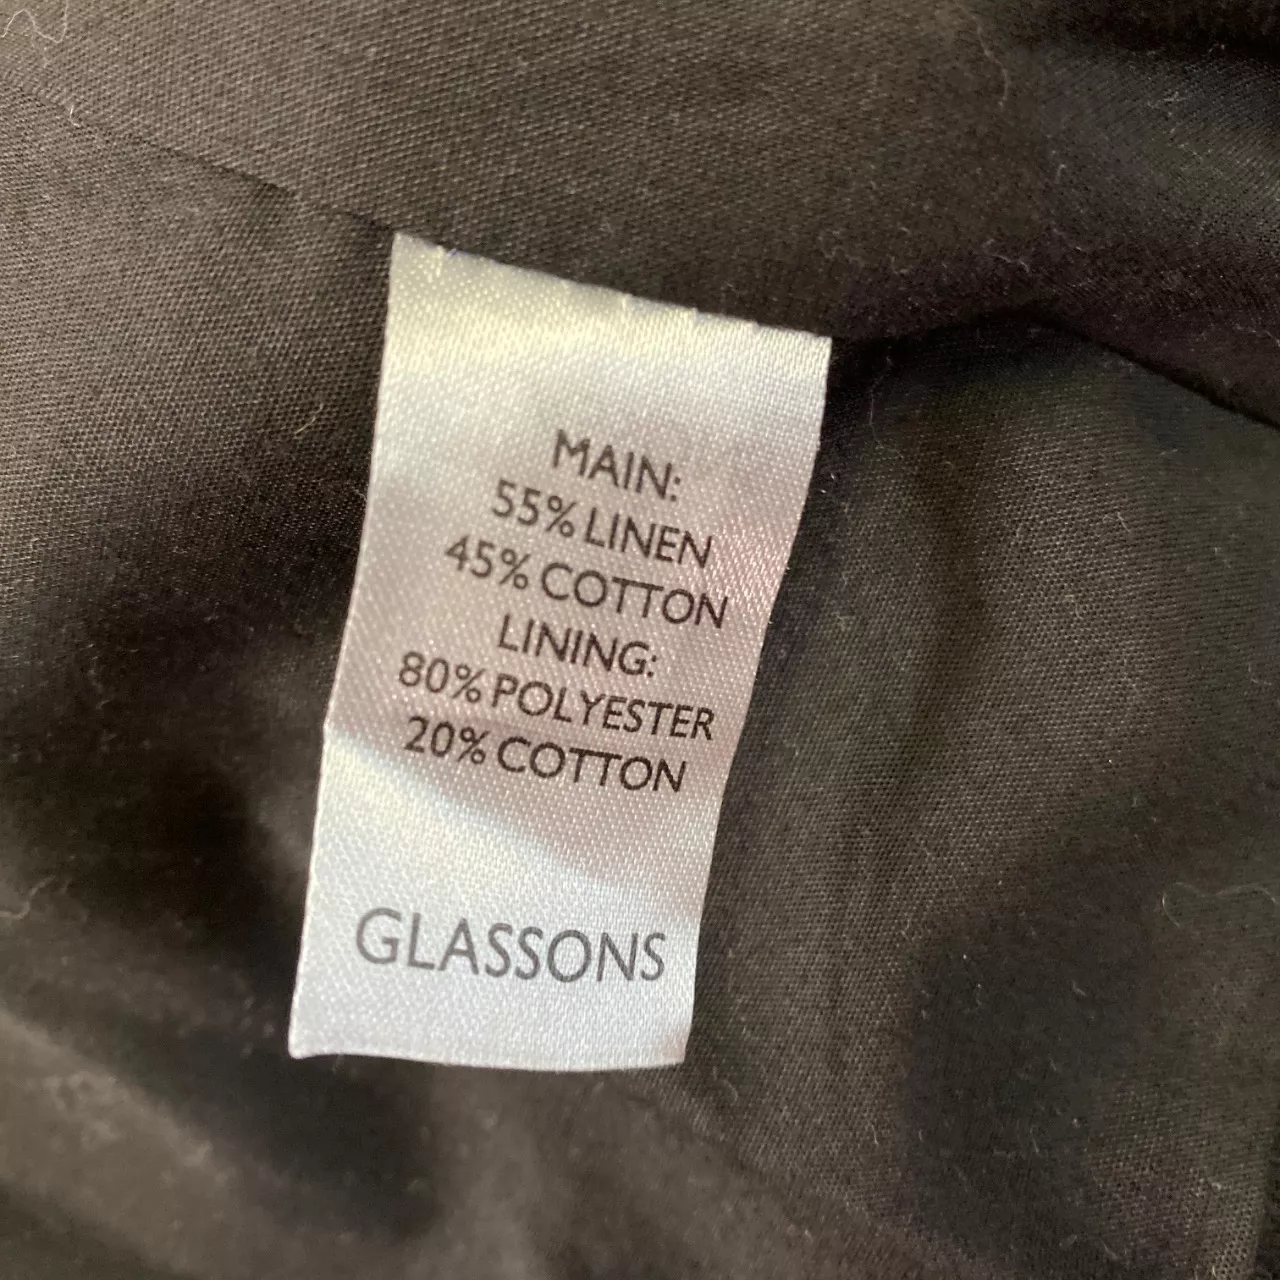 MAIN:
55% LINEN
45% COTTON
LINING:
80% POLYESTER
20% COTTON
GLASSONS